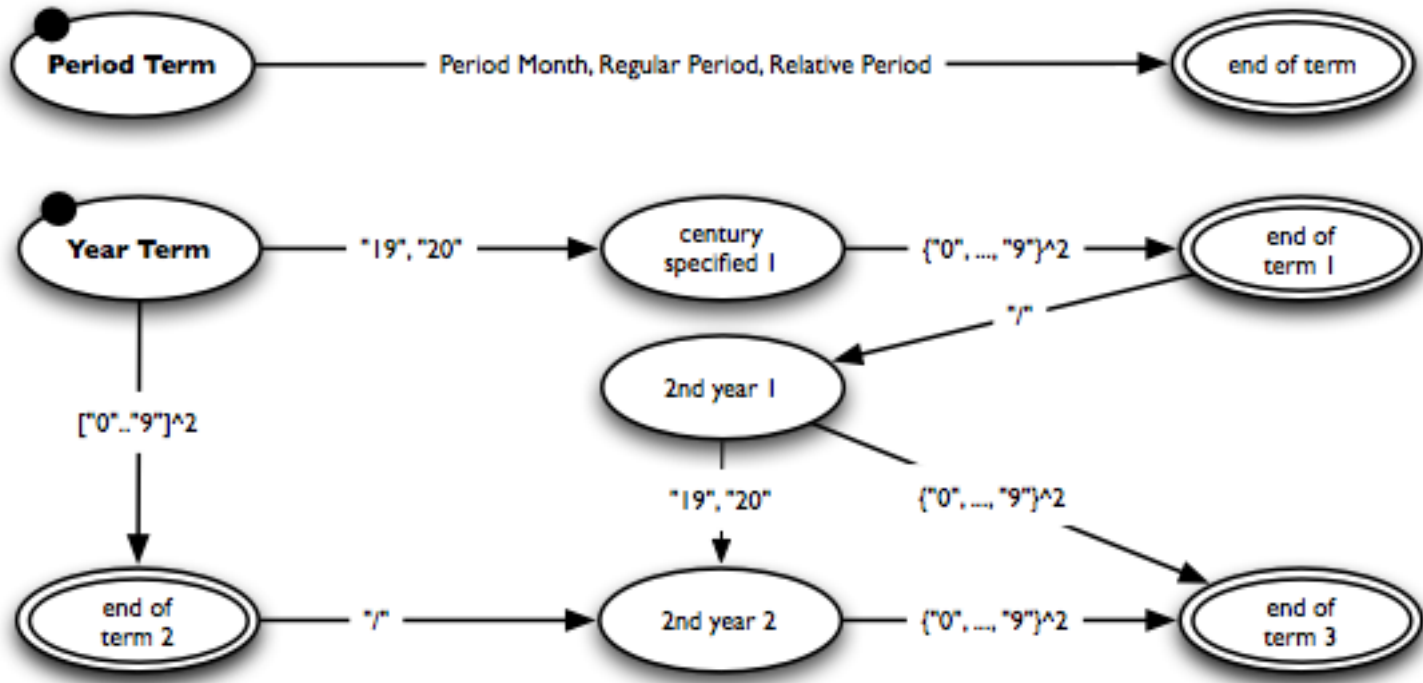 Period Term
Period Month, Regular Period, Relative Period
end of term
Year Term
"19", "20"
century
specified 1
{"0", ..., "9"}^2
end of
term 1
"/"
2nd year 1
["0".."9"]^2
"19", "20"
{"0", ..., "9"}^2
end of
term 2
"/"
2nd year 2
{"0", ..., "9"}^2
end of
term 3